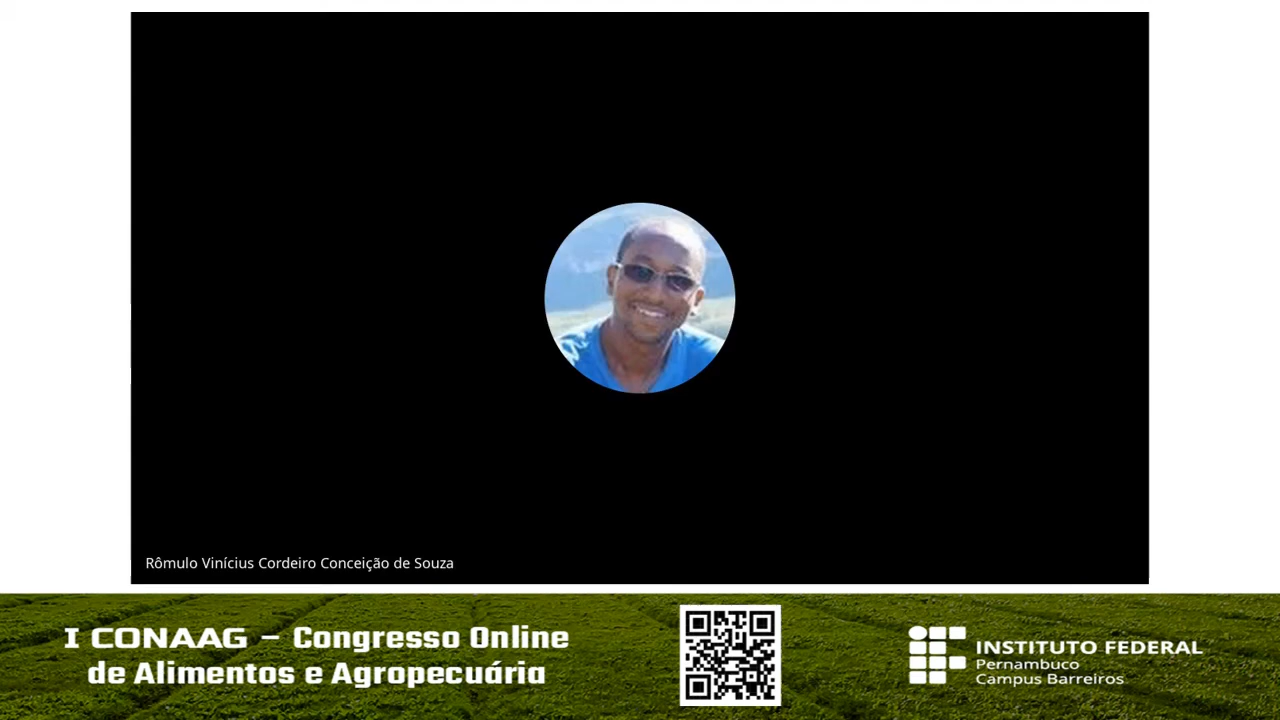 Rômulo Vinícius Cordeiro Conceição de Souza
I CONAAG – Congresso Online
de Alimentos e Agropecuária
INSTITUTO FEDERAL
Pernambuco
Campus Barreiros